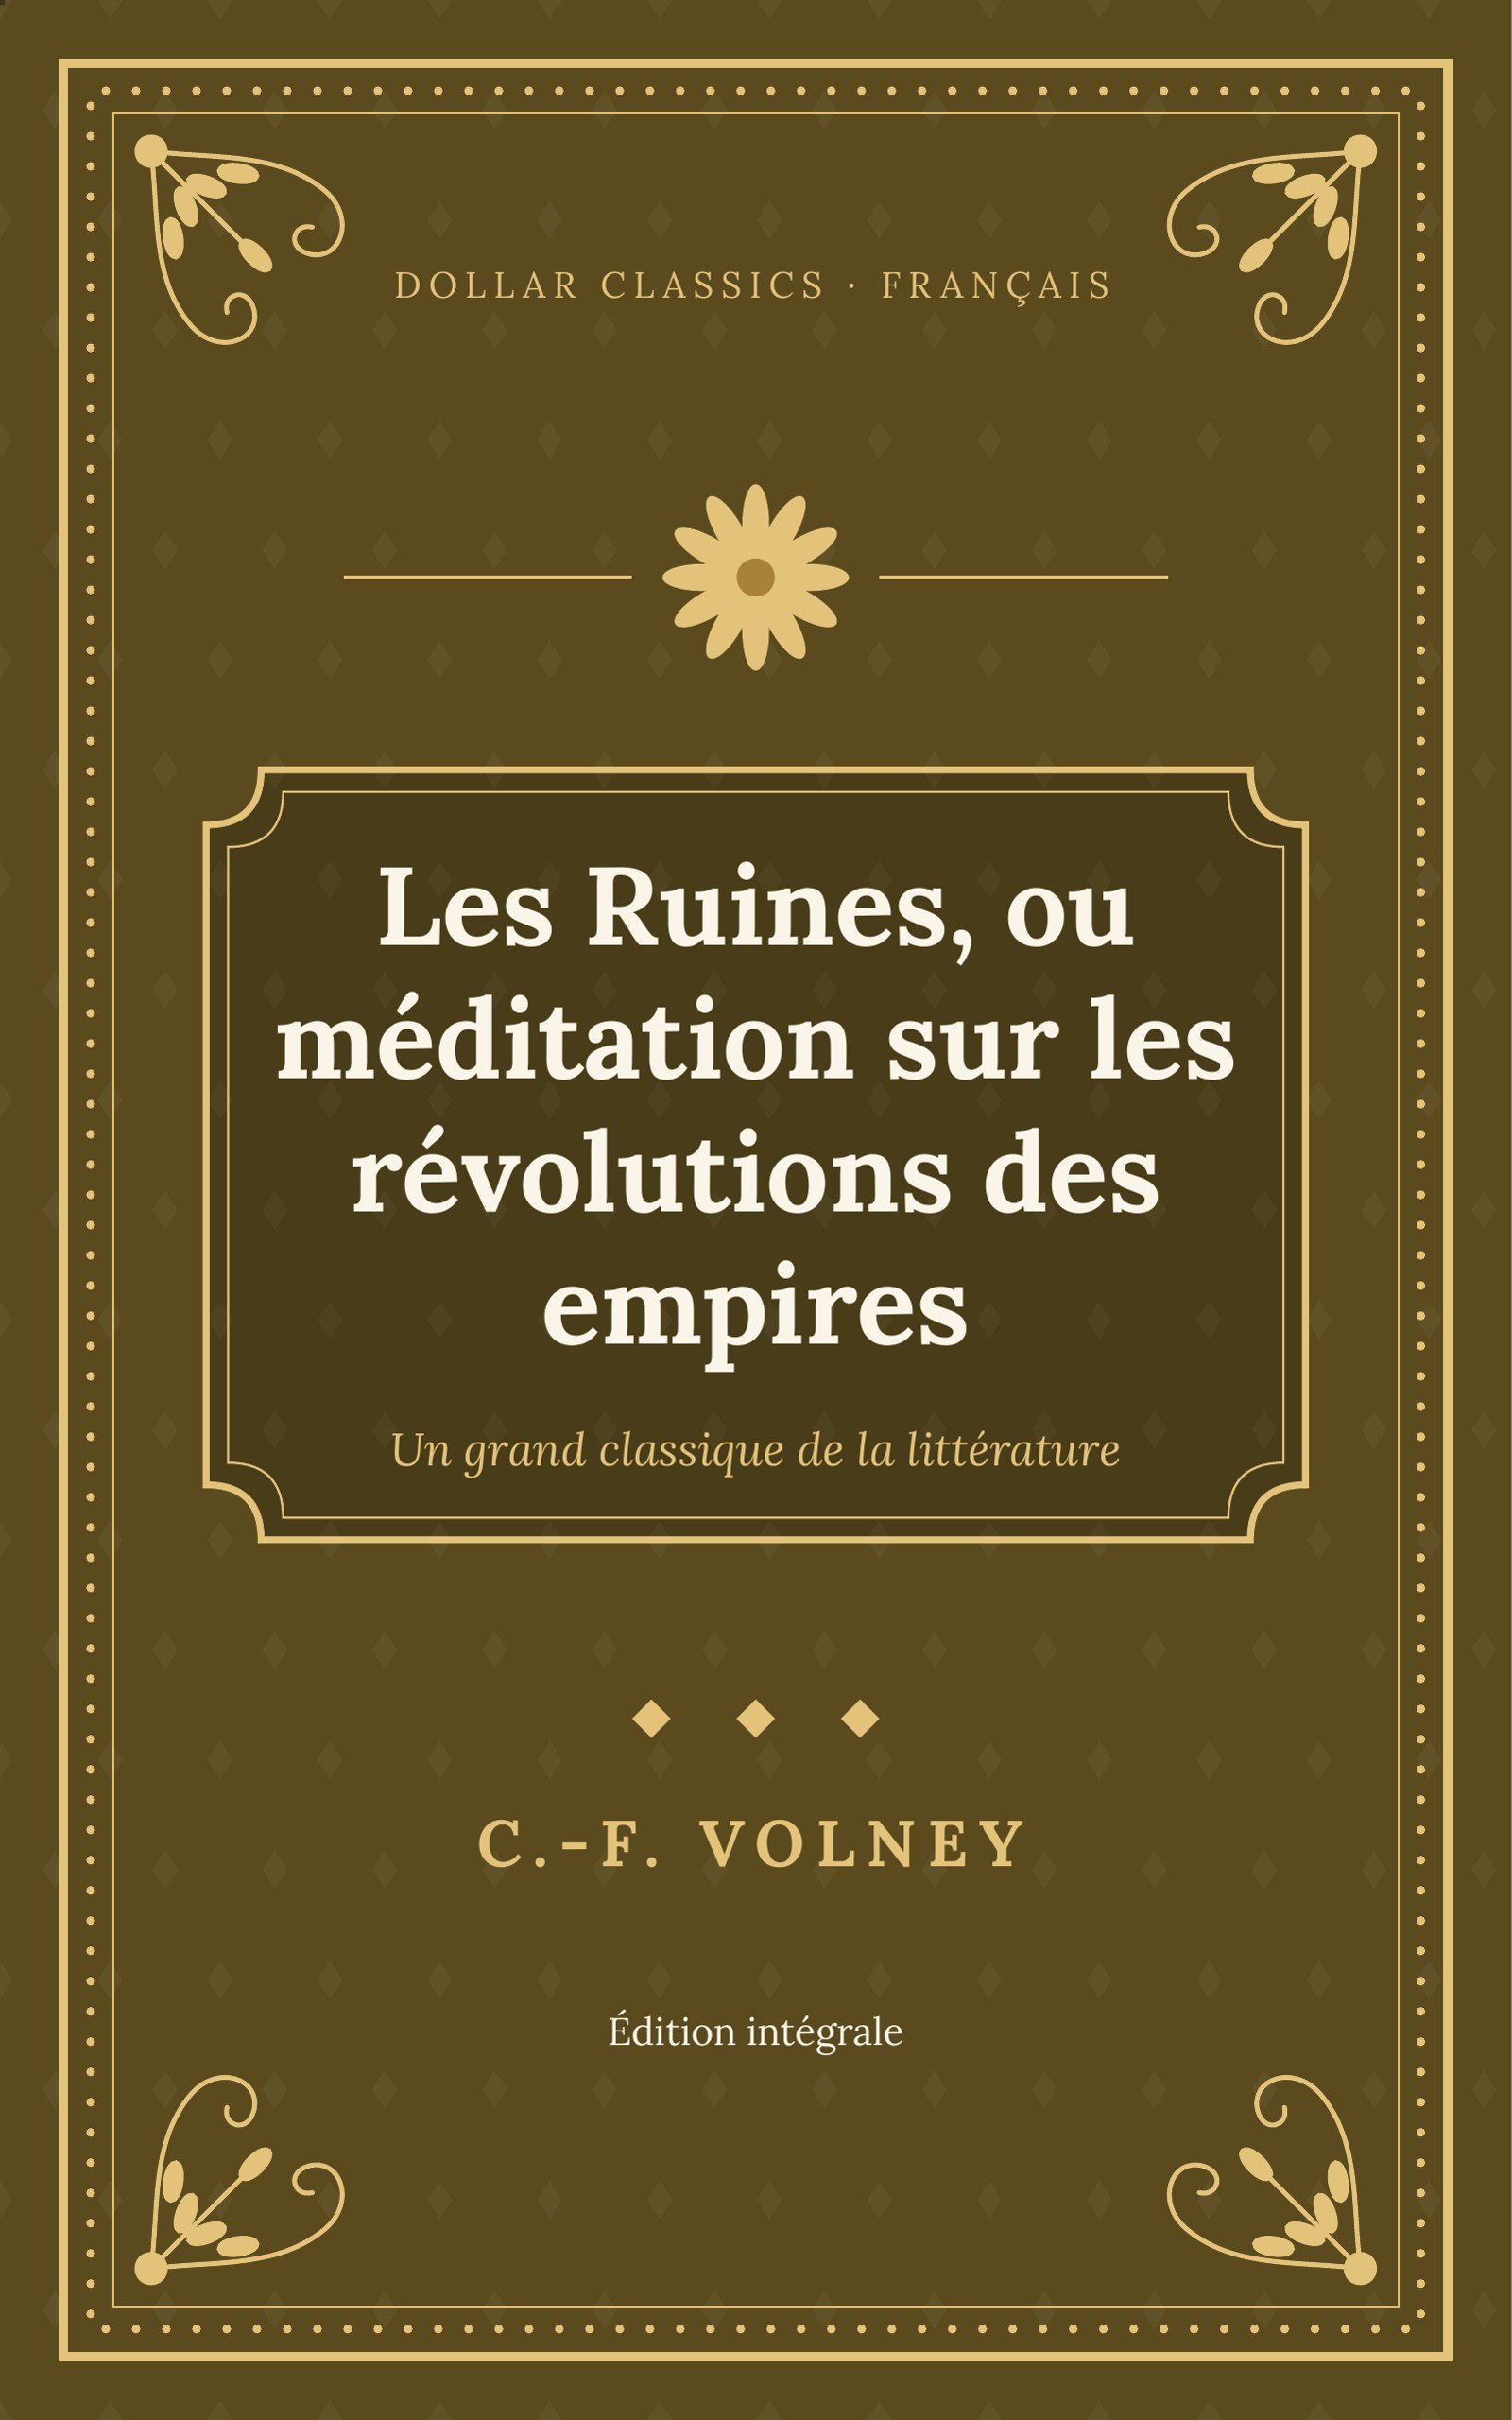 DOLLAR CLASSICS · FRANÇAIS
Les Ruines, ou
méditation sur les
révolutions des
empires
Un grand classique de la littérature
C.-F. VOLNEY
Édition intégrale